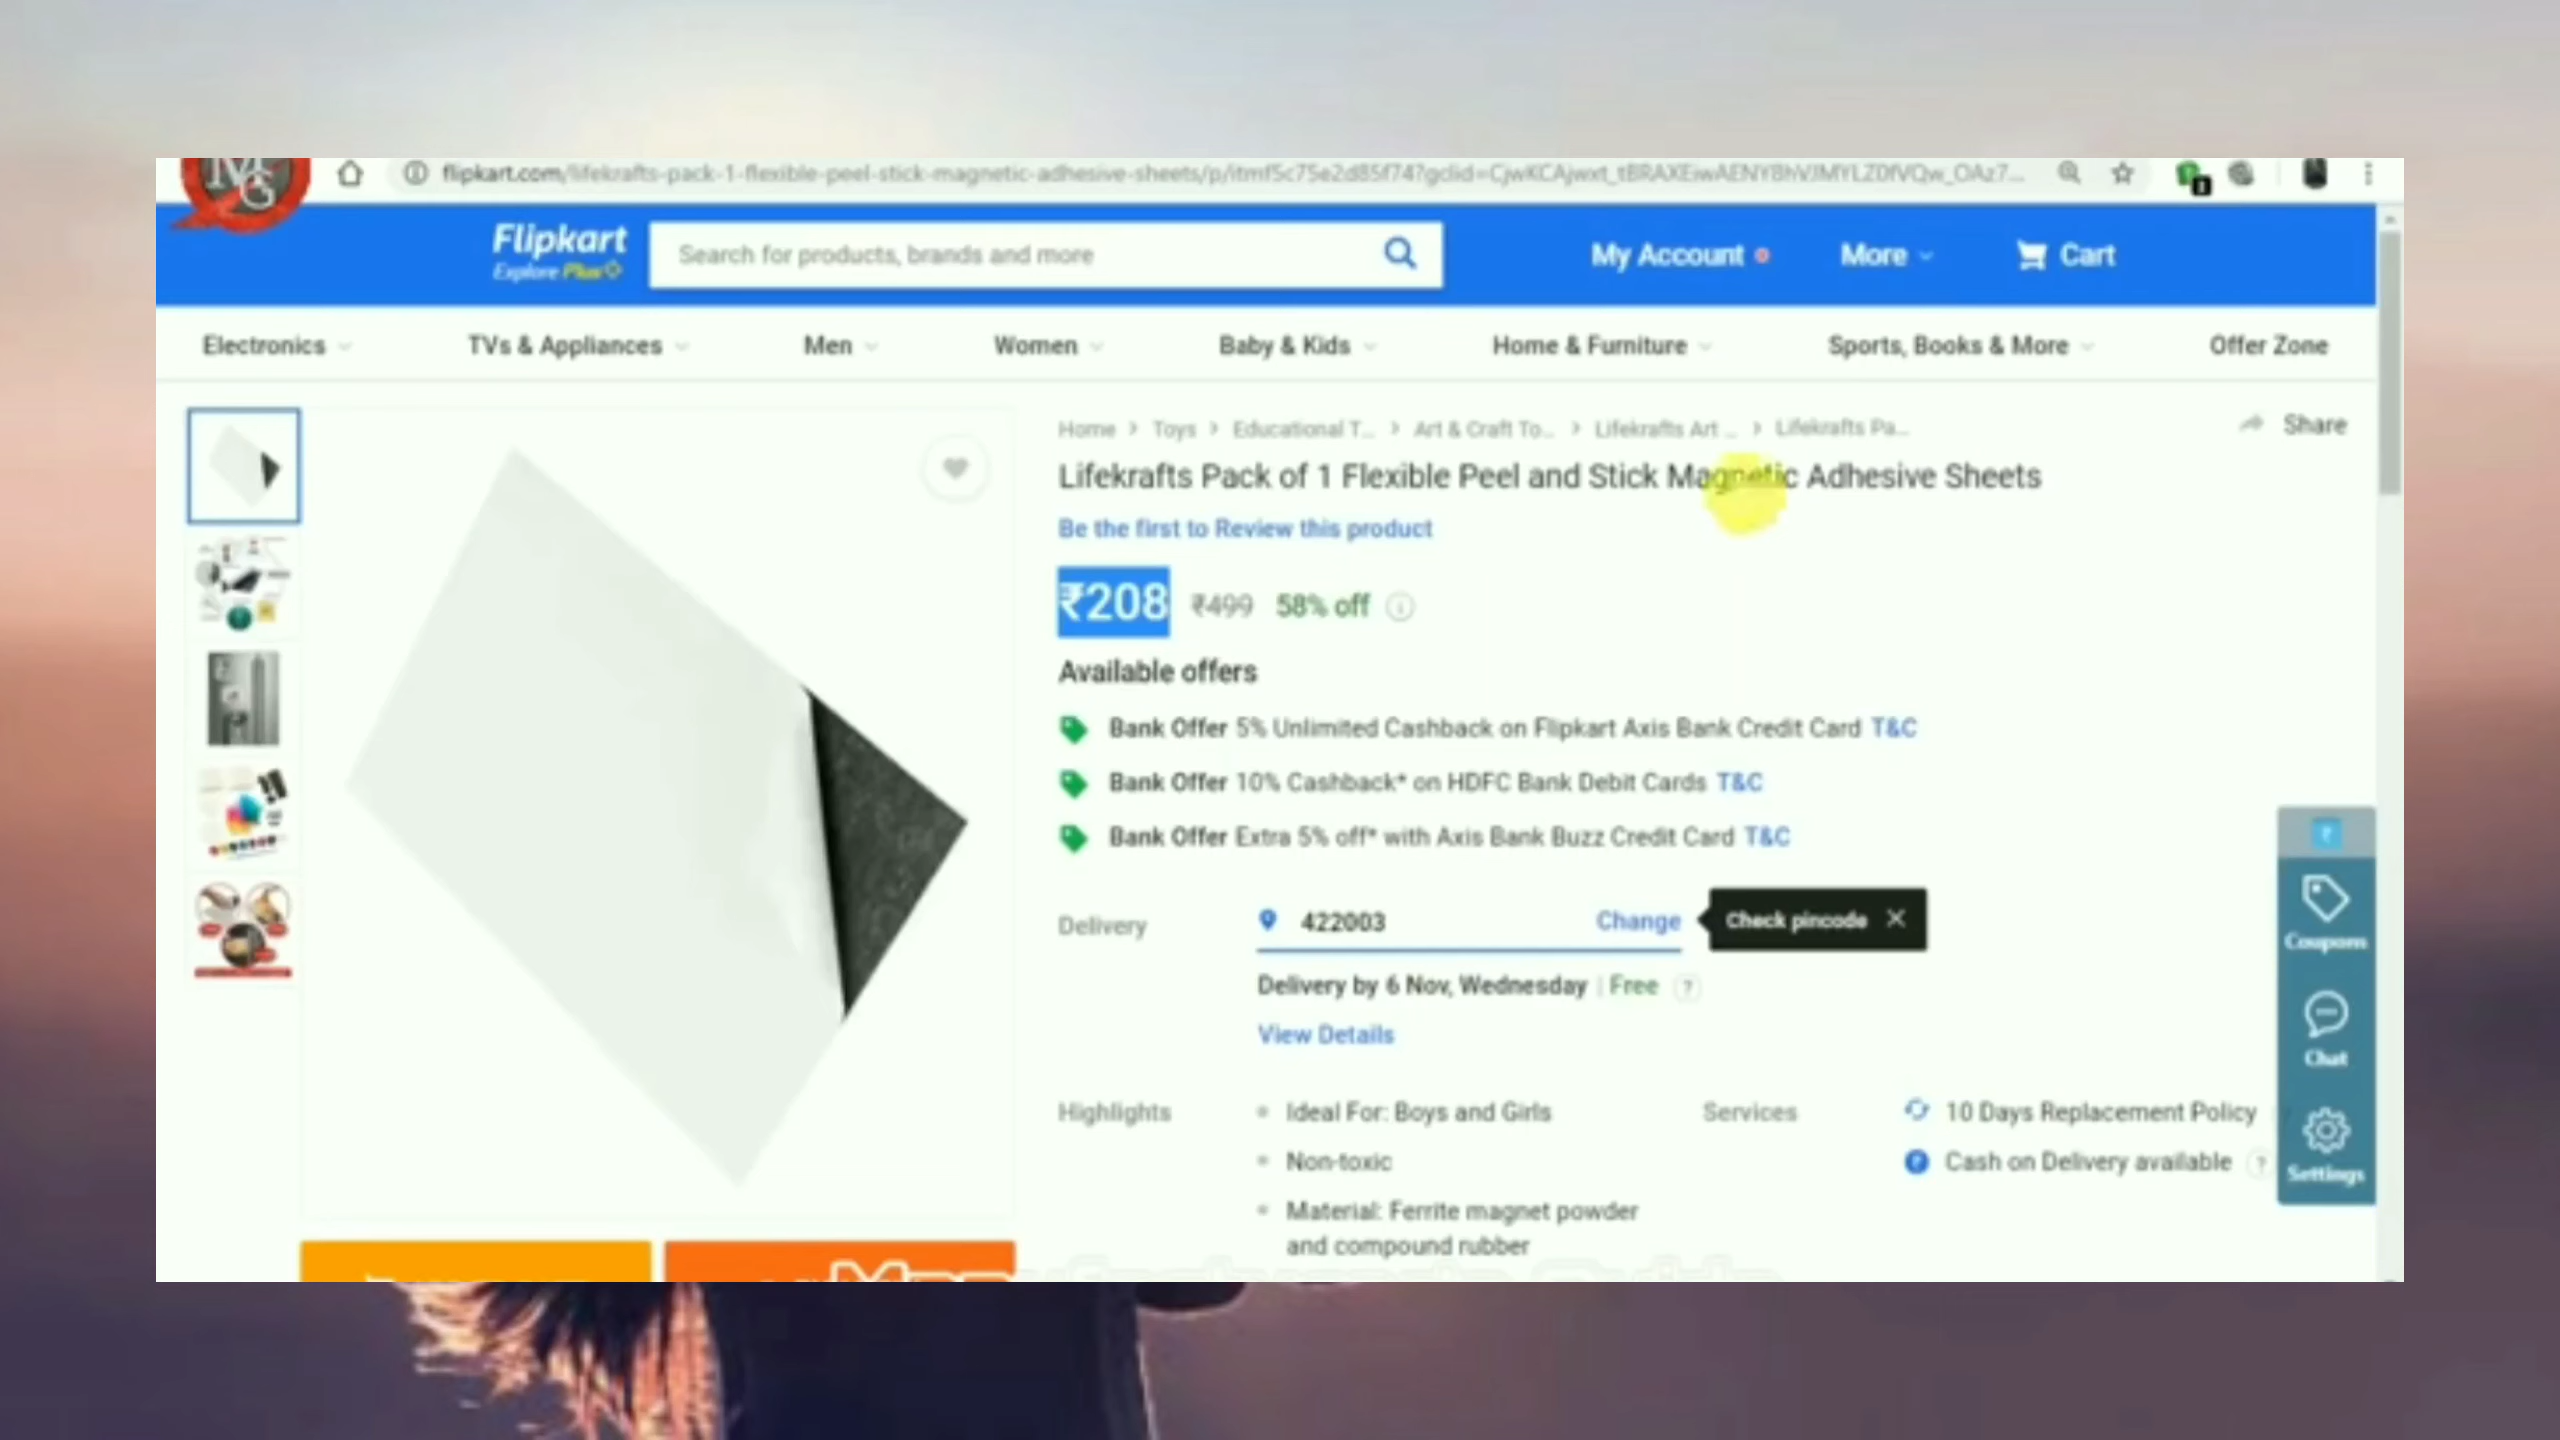 MG
flipkart.com/lifekrafts-pack-1-flexible-peel-stick-magnetic-adhesive-sheets/p/itmf5c75e2d85f74?gclid=
Flipkart
Explore Plus
Search for products, brands and more
My Account
More
Cart
Electronics
TVs & Appliances
Men
Women
Baby & Kids
Home & Furniture
Sports, Books & More
Offer Zone
Home > Toys > Educational T... > Art & Craft To... > Lifekrafts Art ... > Lifekrafts Pa...
Share
Lifekrafts Pack of 1 Flexible Peel and Stick Magnetic Adhesive Sheets
Be the first to Review this product
₹208 ₹499 58% off
Available offers
Bank Offer 5% Unlimited Cashback on Flipkart Axis Bank Credit Card T&C
Bank Offer 10% Cashback* on HDFC Bank Debit Cards T&C
Bank Offer Extra 5% off* with Axis Bank Buzz Credit Card T&C
Delivery
422003
Change
Check pincode
Delivery by 6 Nov, Wednesday | Free ?
View Details
Coupons
Chat
Settings
Highlights
Ideal For: Boys and Girls
Non-toxic
Material: Ferrite magnet powder
and compound rubber
Services
10 Days Replacement Policy
Cash on Delivery available ?